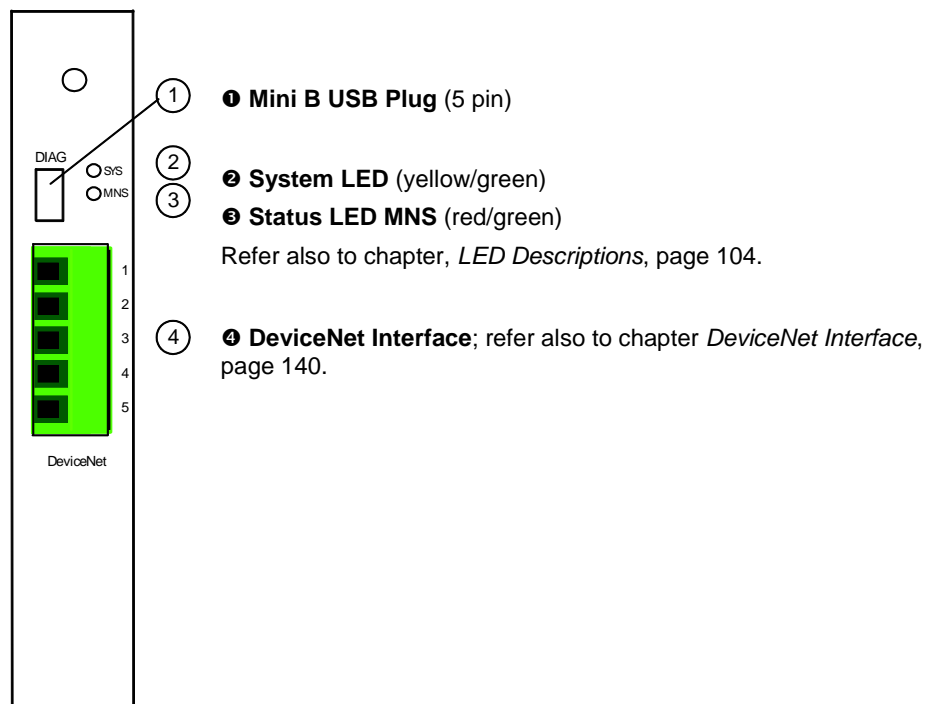 1
❶ Mini B USB Plug (5 pin)
DIAG
SYS
MNS
2
3
❷ System LED (yellow/green)
❸ Status LED MNS (red/green)
Refer also to chapter, LED Descriptions, page 104.
1
2
3
4
5
4
❹ DeviceNet Interface; refer also to chapter DeviceNet Interface,
page 140.
DeviceNet